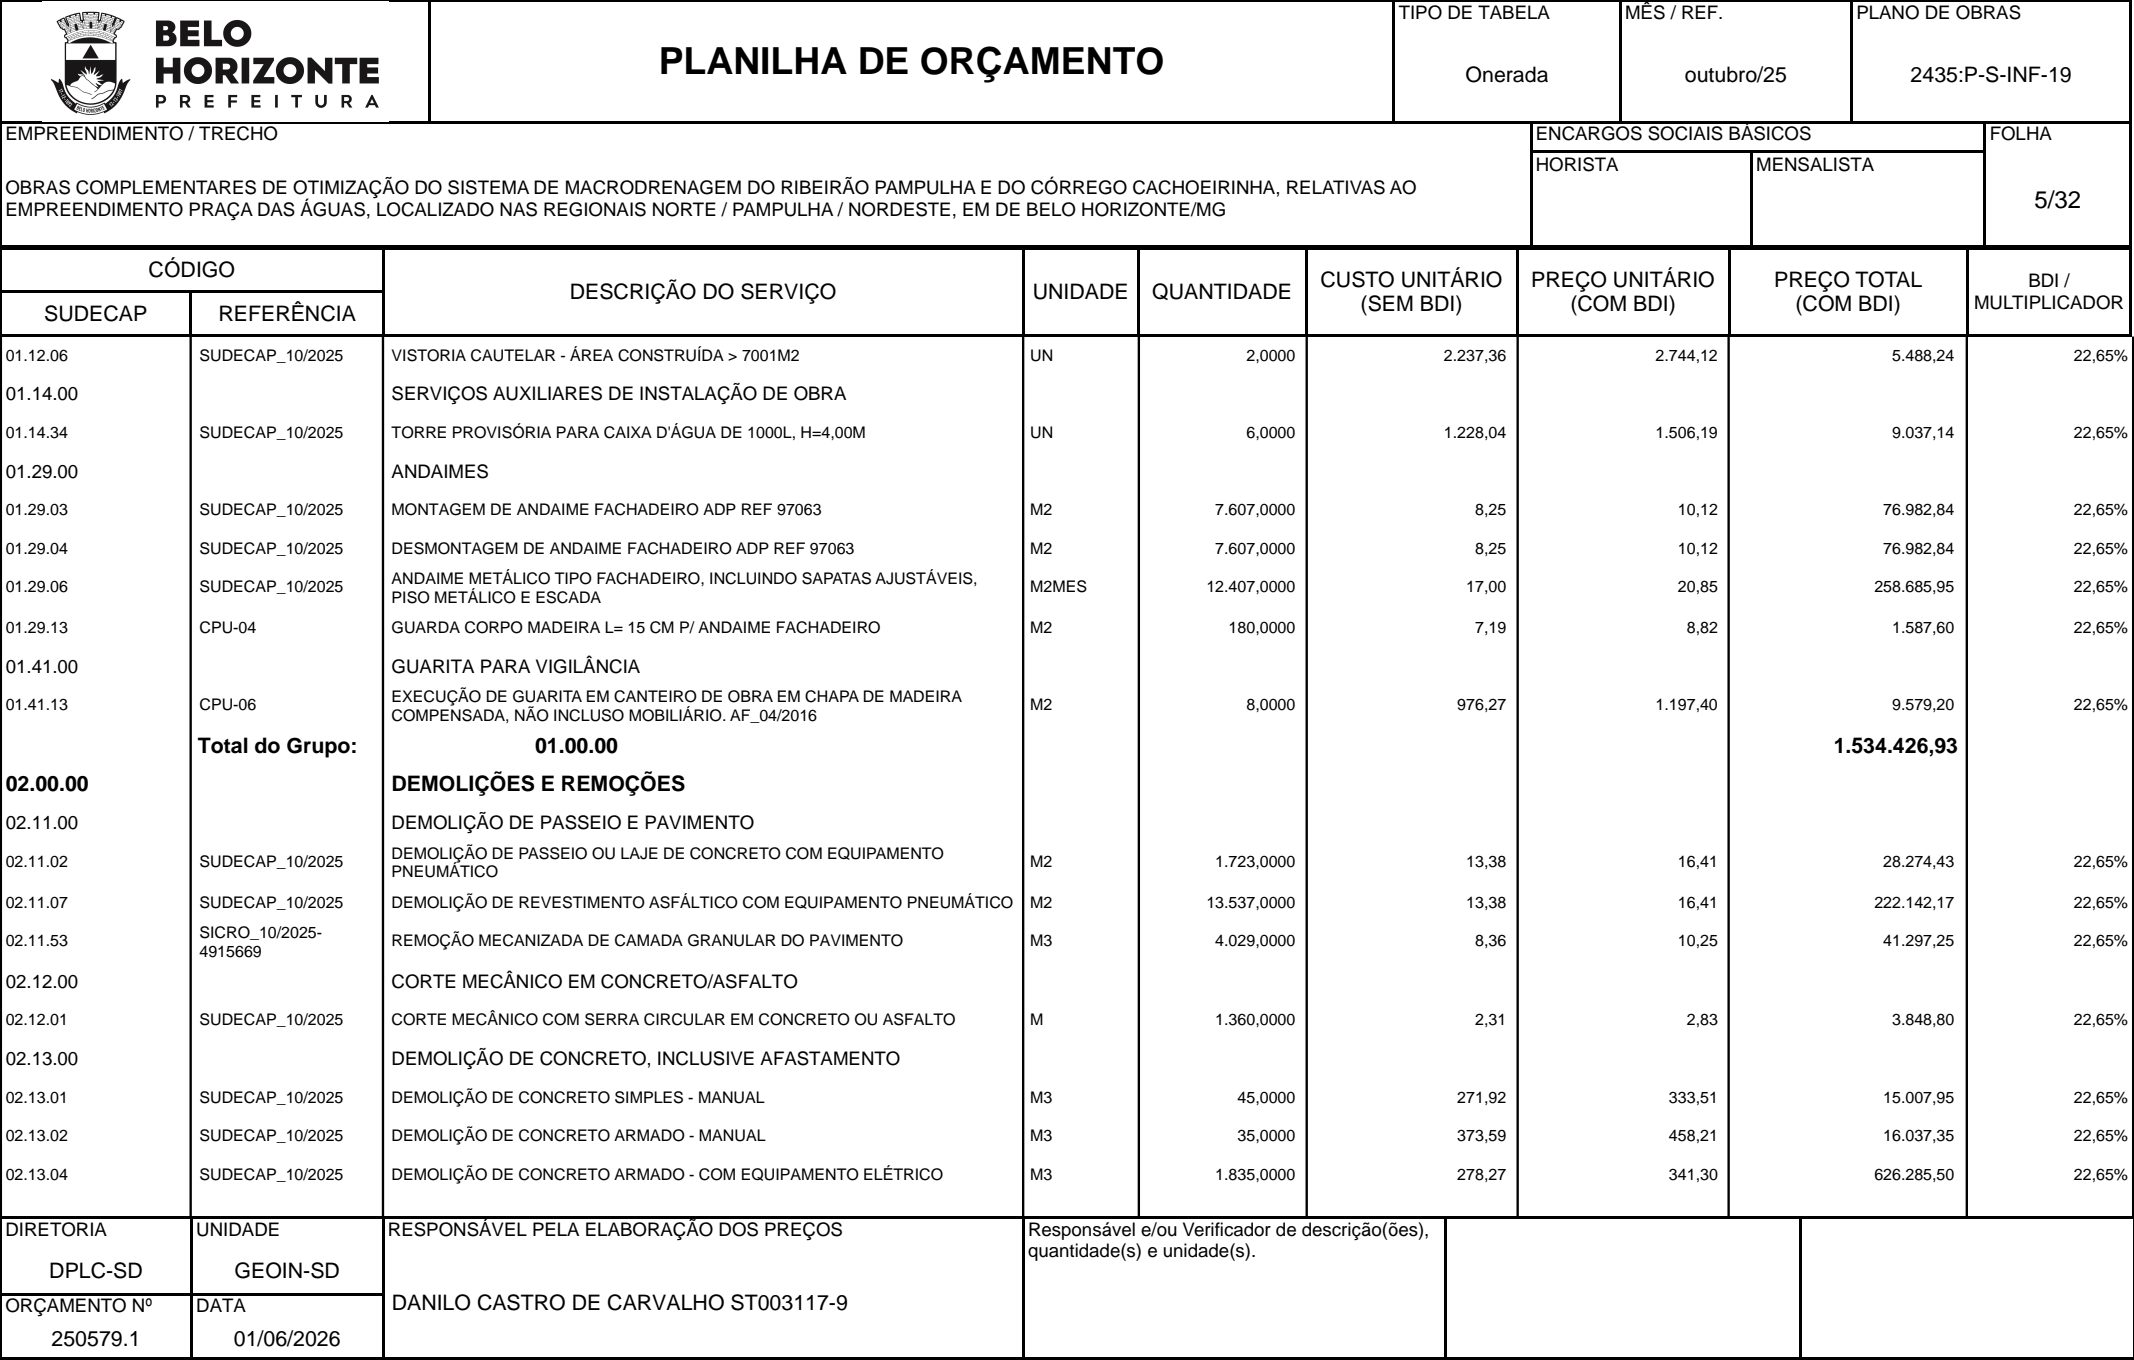 BELO
HORIZONTE
PREFEITURA
PLANILHA DE ORÇAMENTO
TIPO DE TABELA
Onerada
MÊS / REF.
outubro/25
PLANO DE OBRAS
2435:P-S-INF-19
EMPREENDIMENTO / TRECHO
OBRAS COMPLEMENTARES DE OTIMIZAÇÃO DO SISTEMA DE MACRODRENAGEM DO RIBEIRÃO PAMPULHA E DO CÓRREGO CACHOEIRINHA, RELATIVAS AO
EMPREENDIMENTO PRAÇA DAS ÁGUAS, LOCALIZADO NAS REGIONAIS NORTE / PAMPULHA / NORDESTE, EM DE BELO HORIZONTE/MG
ENCARGOS SOCIAIS BÁSICOS
HORISTA
MENSALISTA
FOLHA
5/32
CÓDIGO
SUDECAP
REFERÊNCIA
DESCRIÇÃO DO SERVIÇO
UNIDADE
QUANTIDADE
CUSTO UNITÁRIO
(SEM BDI)
PREÇO UNITÁRIO
(COM BDI)
PREÇO TOTAL
(COM BDI)
BDI /
MULTIPLICADOR
01.12.06 SUDECAP_10/2025 VISTORIA CAUTELAR - ÁREA CONSTRUÍDA > 7001M2 UN 2,0000 2.237,36 2.744,12 5.488,24 22,65%
01.14.00 SERVIÇOS AUXILIARES DE INSTALAÇÃO DE OBRA
01.14.34 SUDECAP_10/2025 TORRE PROVISÓRIA PARA CAIXA D'ÁGUA DE 1000L, H=4,00M UN 6,0000 1.228,04 1.506,19 9.037,14 22,65%
01.29.00 ANDAIMES
01.29.03 SUDECAP_10/2025 MONTAGEM DE ANDAIME FACHADEIRO ADP REF 97063 M2 7.607,0000 8,25 10,12 76.982,84 22,65%
01.29.04 SUDECAP_10/2025 DESMONTAGEM DE ANDAIME FACHADEIRO ADP REF 97063 M2 7.607,0000 8,25 10,12 76.982,84 22,65%
01.29.06 SUDECAP_10/2025 ANDAIME METÁLICO TIPO FACHADEIRO, INCLUINDO SAPATAS AJUSTÁVEIS,
PISO METÁLICO E ESCADA M2MES 12.407,0000 17,00 20,85 258.685,95 22,65%
01.29.13 CPU-04 GUARDA CORPO MADEIRA L= 15 CM P/ ANDAIME FACHADEIRO M2 180,0000 7,19 8,82 1.587,60 22,65%
01.41.00 GUARITA PARA VIGILÂNCIA
01.41.13 CPU-06 EXECUÇÃO DE GUARITA EM CANTEIRO DE OBRA EM CHAPA DE MADEIRA
COMPENSADA, NÃO INCLUSO MOBILIÁRIO. AF_04/2016 M2 8,0000 976,27 1.197,40 9.579,20 22,65%
Total do Grupo: 01.00.00 1.534.426,93
02.00.00 DEMOLIÇÕES E REMOÇÕES
02.11.00 DEMOLIÇÃO DE PASSEIO E PAVIMENTO
02.11.02 SUDECAP_10/2025 DEMOLIÇÃO DE PASSEIO OU LAJE DE CONCRETO COM EQUIPAMENTO
PNEUMÁTICO M2 1.723,0000 13,38 16,41 28.274,43 22,65%
02.11.07 SUDECAP_10/2025 DEMOLIÇÃO DE REVESTIMENTO ASFÁLTICO COM EQUIPAMENTO PNEUMÁTICO M2 13.537,0000 13,38 16,41 222.142,17 22,65%
02.11.53 SICRO_10/2025-
4915669 REMOÇÃO MECANIZADA DE CAMADA GRANULAR DO PAVIMENTO M3 4.029,0000 8,36 10,25 41.297,25 22,65%
02.12.00 CORTE MECÂNICO EM CONCRETO/ASFALTO
02.12.01 SUDECAP_10/2025 CORTE MECÂNICO COM SERRA CIRCULAR EM CONCRETO OU ASFALTO M 1.360,0000 2,31 2,83 3.848,80 22,65%
02.13.00 DEMOLIÇÃO DE CONCRETO, INCLUSIVE AFASTAMENTO
02.13.01 SUDECAP_10/2025 DEMOLIÇÃO DE CONCRETO SIMPLES - MANUAL M3 45,0000 271,92 333,51 15.007,95 22,65%
02.13.02 SUDECAP_10/2025 DEMOLIÇÃO DE CONCRETO ARMADO - MANUAL M3 35,0000 373,59 458,21 16.037,35 22,65%
02.13.04 SUDECAP_10/2025 DEMOLIÇÃO DE CONCRETO ARMADO - COM EQUIPAMENTO ELÉTRICO M3 1.835,0000 278,27 341,30 626.285,50 22,65%
DIRETORIA
DPLC-SD
UNIDADE
GEOIN-SD
ORÇAMENTO Nº
250579.1
DATA
01/06/2026
RESPONSÁVEL PELA ELABORAÇÃO DOS PREÇOS
DANILO CASTRO DE CARVALHO ST003117-9
Responsável e/ou Verificador de descrição(ões),
quantidade(s) e unidade(s).